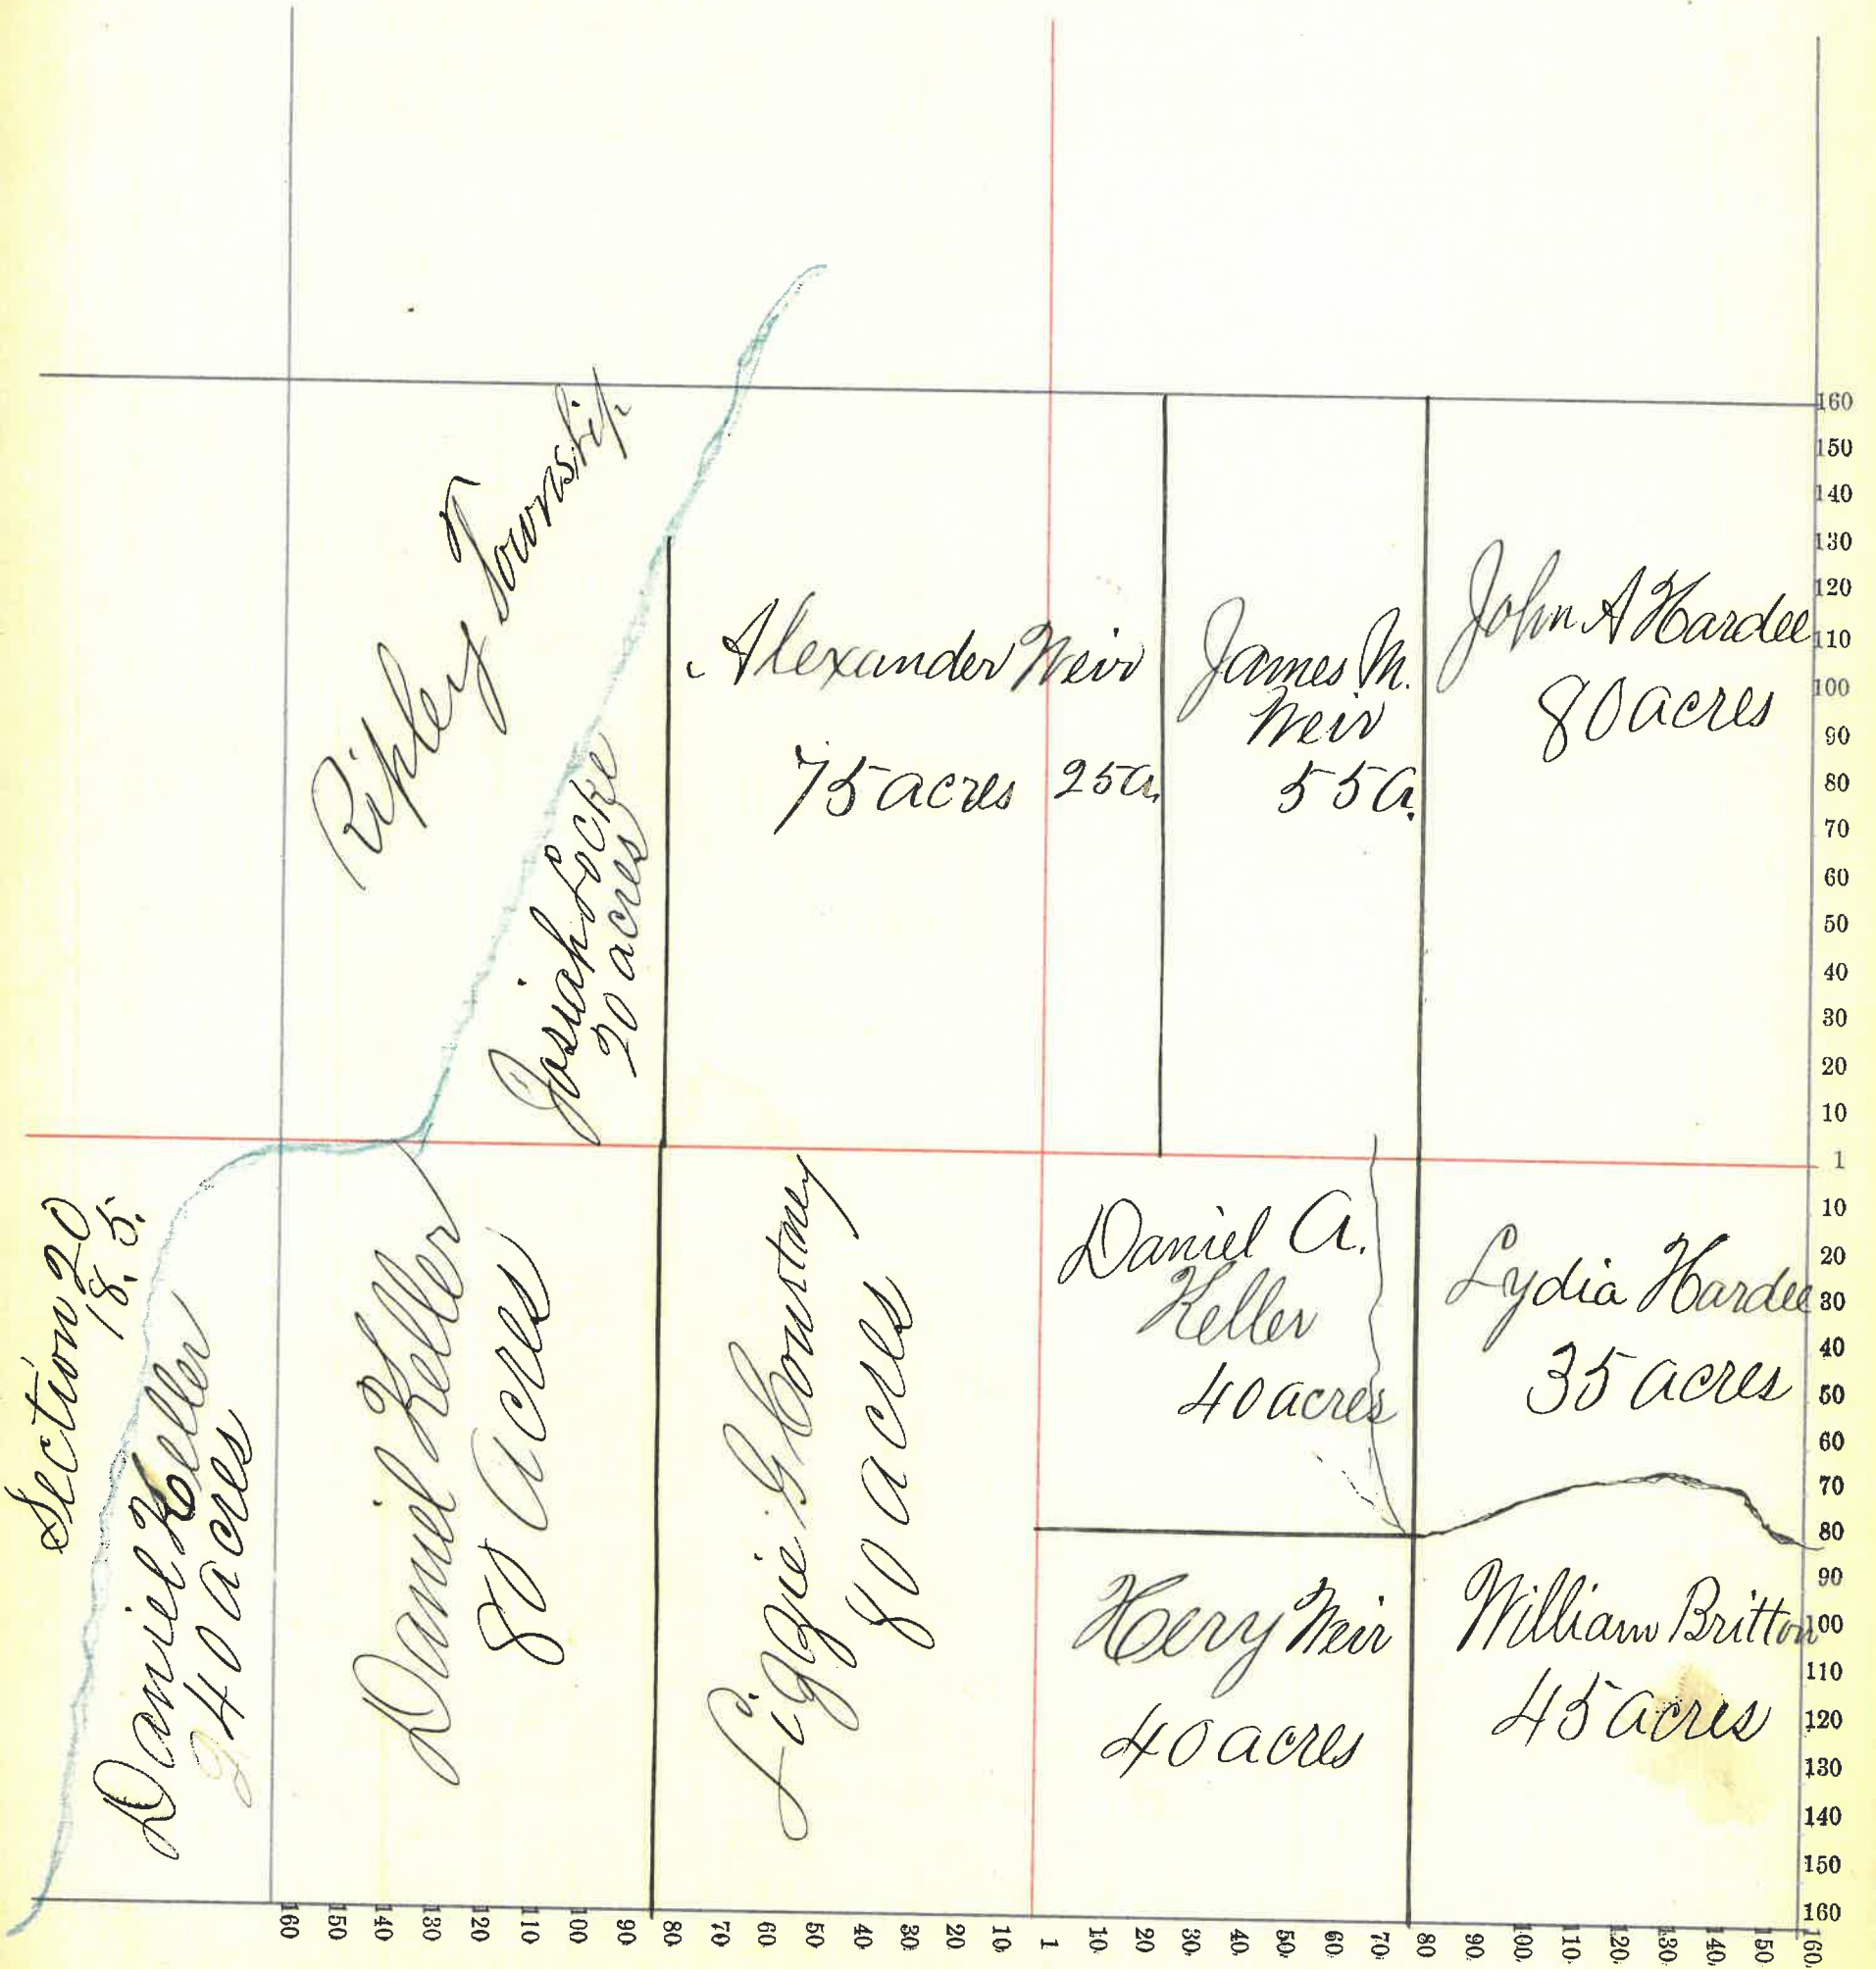 Ripley Township
Josiah Locke
20 acres
Alexander Weir
75 acres 25a.
James M.
Weir
55a.
John A Hardee
80 acres
Section 20
18. 5.
Daniel Keller
40 acres
Daniel Keller
80 acres
Lizzie G Courtney
80 acres
Daniel A.
Keller
40 acres
Lydia Hardee
35 acres
Hery Weir
40 acres
William Britton
45 acres
160
150
140
130
120
110
100
90
80
70
60
50
40
30
20
10
1
10
20
30
40
50
60
70
80
90
100
110
120
130
140
150
160
160 150 140 130 120 110 100 90 80 70 60 50 40 30 20 10 1 10 20 30 40 50 60 70 80 90 100 110 120 130 140 150 160